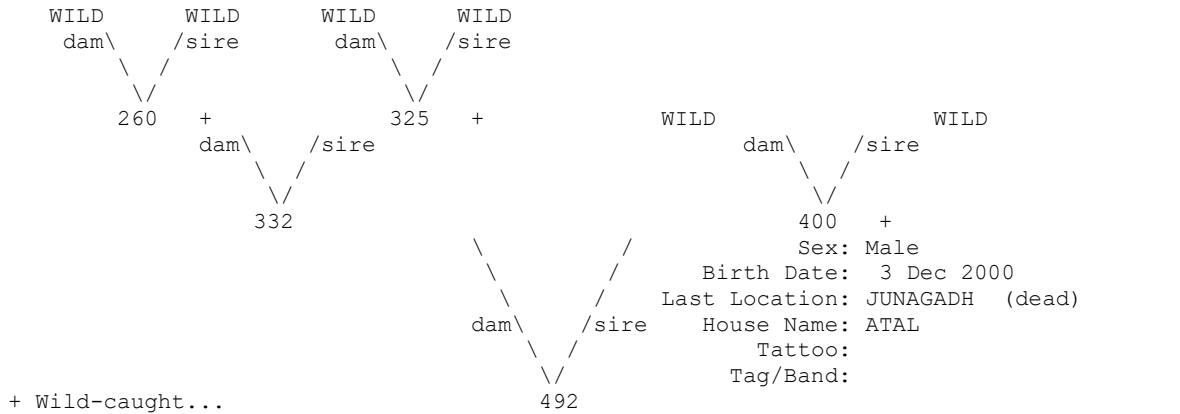 WILD WILD WILD WILD
dam\ /sire dam\ /sire
\ / \ /
\/ \/
260 + 325 + WILD WILD
dam\ /sire dam\ /sire
\ / \ /
\/ \/
332 400 +
\ / Sex: Male
\ / Birth Date: 3 Dec 2000
\ / Last Location: JUNAGADH (dead)
dam\ /sire House Name: ATAL
\ / Tattoo:
\/ Tag/Band:
+ Wild-caught... 492